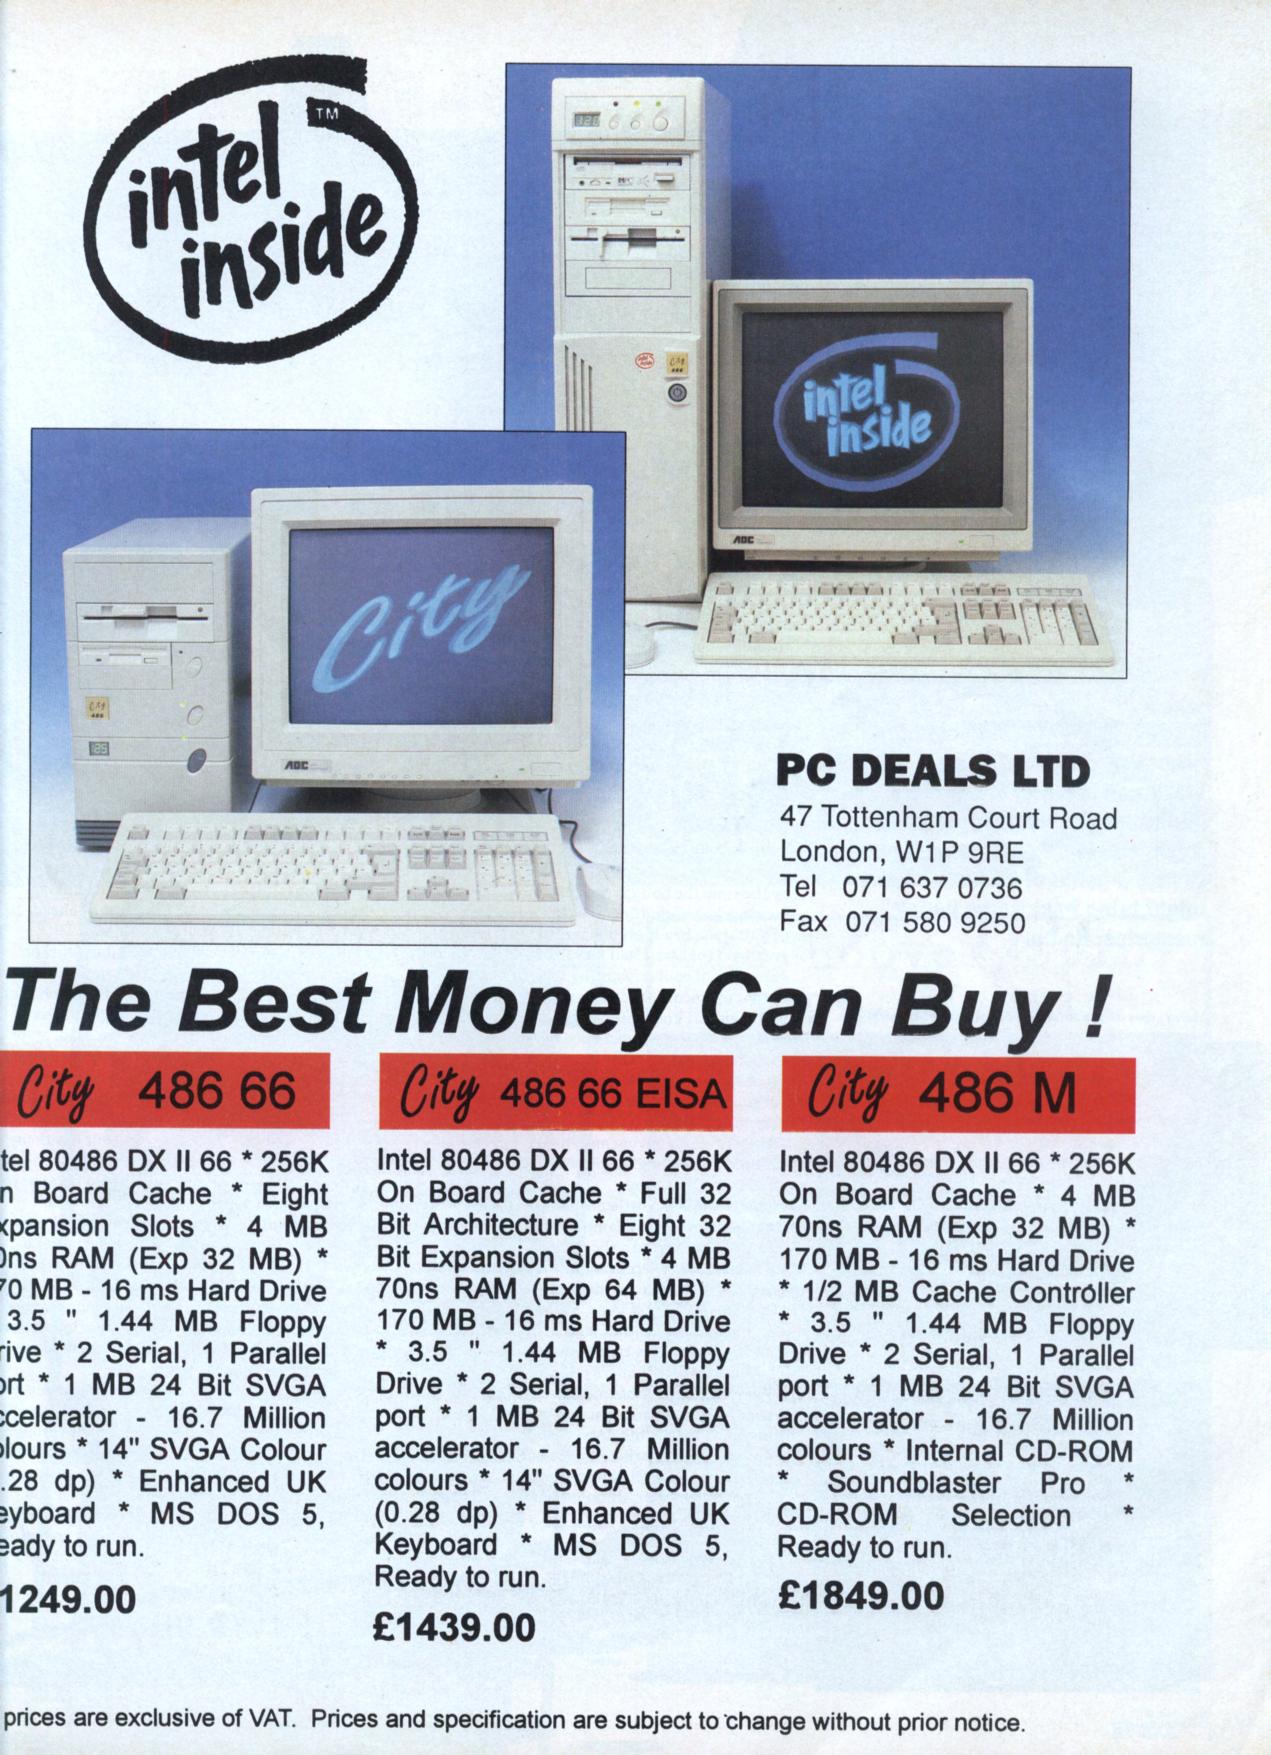 intel
inside
TM
intel
inside
City
PC DEALS LTD
47 Tottenham Court Road
London, W1P 9RE
Tel 071 637 0736
Fax 071 580 9250
The Best Money Can Buy !
City 486 66
tel 80486 DX II 66 * 256K
n Board Cache * Eight
xpansion Slots * 4 MB
0ns RAM (Exp 32 MB) *
70 MB - 16 ms Hard Drive
3.5 " 1.44 MB Floppy
rive * 2 Serial, 1 Parallel
ort * 1 MB 24 Bit SVGA
ccelerator - 16.7 Million
olours * 14" SVGA Colour
.28 dp) * Enhanced UK
eyboard * MS DOS 5,
eady to run.
1249.00
City 486 66 EISA
Intel 80486 DX II 66 * 256K
On Board Cache * Full 32
Bit Architecture * Eight 32
Bit Expansion Slots * 4 MB
70ns RAM (Exp 64 MB) *
170 MB - 16 ms Hard Drive
* 3.5 " 1.44 MB Floppy
Drive * 2 Serial, 1 Parallel
port * 1 MB 24 Bit SVGA
accelerator - 16.7 Million
colours * 14" SVGA Colour
(0.28 dp) * Enhanced UK
Keyboard * MS DOS 5,
Ready to run.
£1439.00
City 486 M
Intel 80486 DX II 66 * 256K
On Board Cache * 4 MB
70ns RAM (Exp 32 MB) *
170 MB - 16 ms Hard Drive
* 1/2 MB Cache Controller
* 3.5 " 1.44 MB Floppy
Drive * 2 Serial, 1 Parallel
port * 1 MB 24 Bit SVGA
accelerator - 16.7 Million
colours * Internal CD-ROM
* Soundblaster Pro *
CD-ROM Selection *
Ready to run.
£1849.00
prices are exclusive of VAT. Prices and specification are subject to change without prior notice.